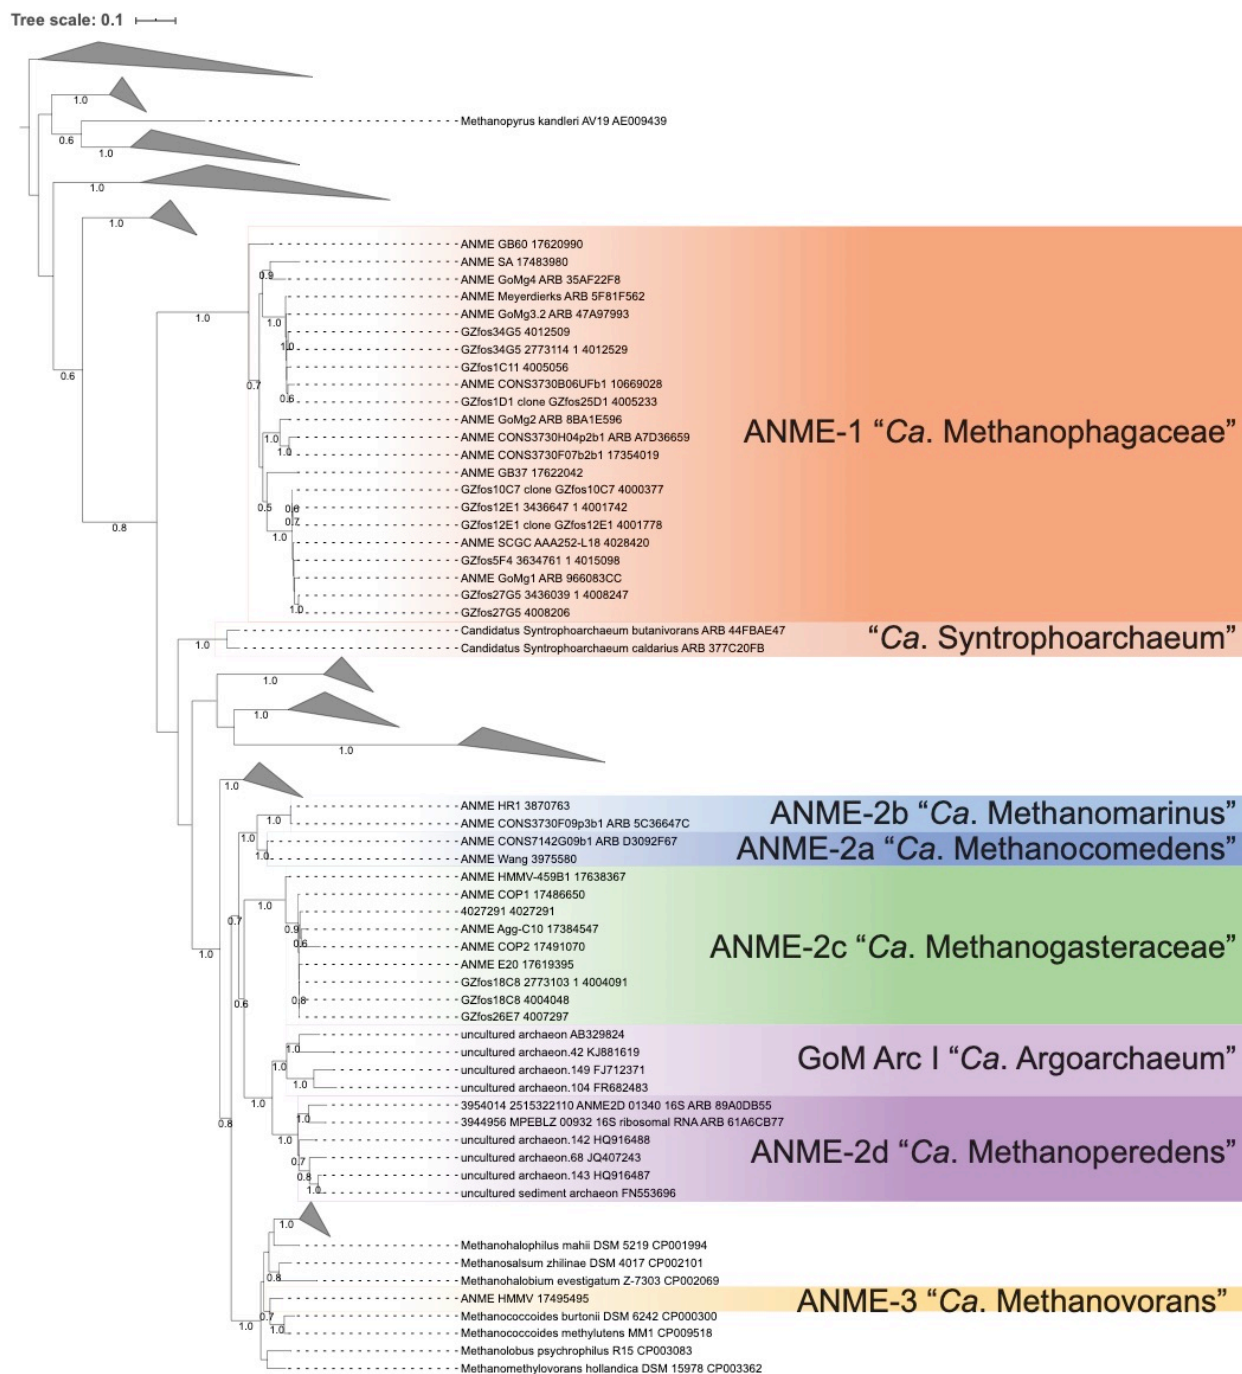 Tree scale: 0.1
1.0
Methanopyrus kandleri AV19 AE009439
0.6
1.0
1.0
1.0
ANME GB60 17620990
ANME SA 17483980
0.9
ANME GoMg4 ARB 35AF22F8
ANME Meyerdierks ARB 5F81F562
1.0
ANME GoMg3.2 ARB 47A97993
1.0
GZfos34G5 4012509
1.0
GZfos34G5 2773114 1 4012529
GZfos1C11 4005056
0.7
ANME CONS3730B06UFb1 10669028
0.6
0.6
GZfos1D1 clone GZfos25D1 4005233
ANME GoMg2 ARB 8BA1E596
ANME-1 “Ca. Methanophagaceae”
1.0
ANME CONS3730H04p2b1 ARB A7D36659
1.0
ANME CONS3730F07b2b1 17354019
ANME GB37 17622042
GZfos10C7 clone GZfos10C7 4000377
0.5
0.6
GZfos12E1 3436647 1 4001742
0.8
0.7
GZfos12E1 clone GZfos12E1 4001778
1.0
ANME SCGC AAA252-L18 4028420
GZfos5F4 3634761 1 4015098
ANME GoMg1 ARB 966083CC
GZfos27G5 3436039 1 4008247
1.0
GZfos27G5 4008206
Candidatus Syntrophoarchaeum butanivorans ARB 44FBAE47
“Ca. Syntrophoarchaeum”
1.0
Candidatus Syntrophoarchaeum caldarius ARB 377C20FB
1.0
1.0
1.0
1.0
ANME HR1 3870763
ANME-2b “Ca. Methanomarinus”
1.0
ANME CONS3730F09p3b1 ARB 5C36647C
1.0
ANME CONS7142G09b1 ARB D3092F67
ANME-2a “Ca. Methanocomedens”
1.0
ANME Wang 3975580
ANME HMMV-459B1 17638367
ANME COP1 17486650
1.0
4027291 4027291
0.7
0.9
ANME Agg-C10 17384547
0.6
ANME COP2 17491070
ANME-2c “Ca. Methanogasteraceae”
1.0
ANME E20 17619395
GZfos18C8 2773103 1 4004091
0.6
0.8
GZfos18C8 4004048
GZfos26E7 4007297
uncultured archaeon AB329824
1.0
uncultured archaeon.42 KJ881619
GoM Arc I “Ca. Argoarchaeum”
1.0
uncultured archaeon.149 FJ712371
1.0
uncultured archaeon.104 FR682483
1.0
3954014 2515322110 ANME2D 01340 16S ARB 89A0DB55
1.0
0.8
3944956 MPEBLZ 00932 16S ribosomal RNA ARB 61A6CB77
1.0
uncultured archaeon.142 HQ916488
ANME-2d “Ca. Methanoperedens”
0.7
uncultured archaeon.68 JQ407243
0.8
uncultured archaeon.143 HQ916487
1.0
uncultured sediment archaeon FN553696
1.0
Methanohalophilus mahii DSM 5219 CP001994
Methanosalsum zhilinae DSM 4017 CP002101
0.8
Methanohalobium evestigatum Z-7303 CP002069
ANME HMMV 17495495
ANME-3 “Ca. Methanovorans”
0.7
Methanococcoides burtonii DSM 6242 CP000300
1.0
1.0
Methanococcoides methylutens MM1 CP009518
Methanolobus psychrophilus R15 CP003083
Methanomethylovorans hollandica DSM 15978 CP003362